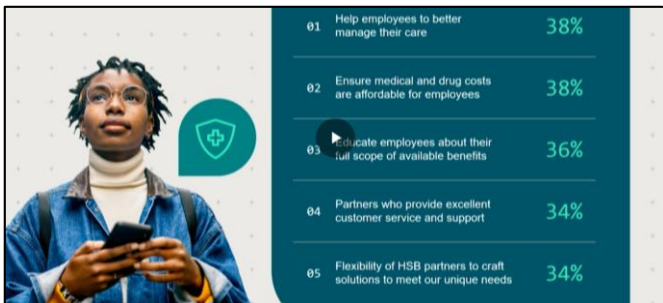 01 Help employees to better 38%
manage their care
02 Ensure medical and drug costs 38%
are affordable for employees
03 Educate employees about their 36%
full scope of available benefits
04 Partners who provide excellent 34%
customer service and support
05 Flexibility of HSB partners to craft 34%
solutions to meet our unique needs